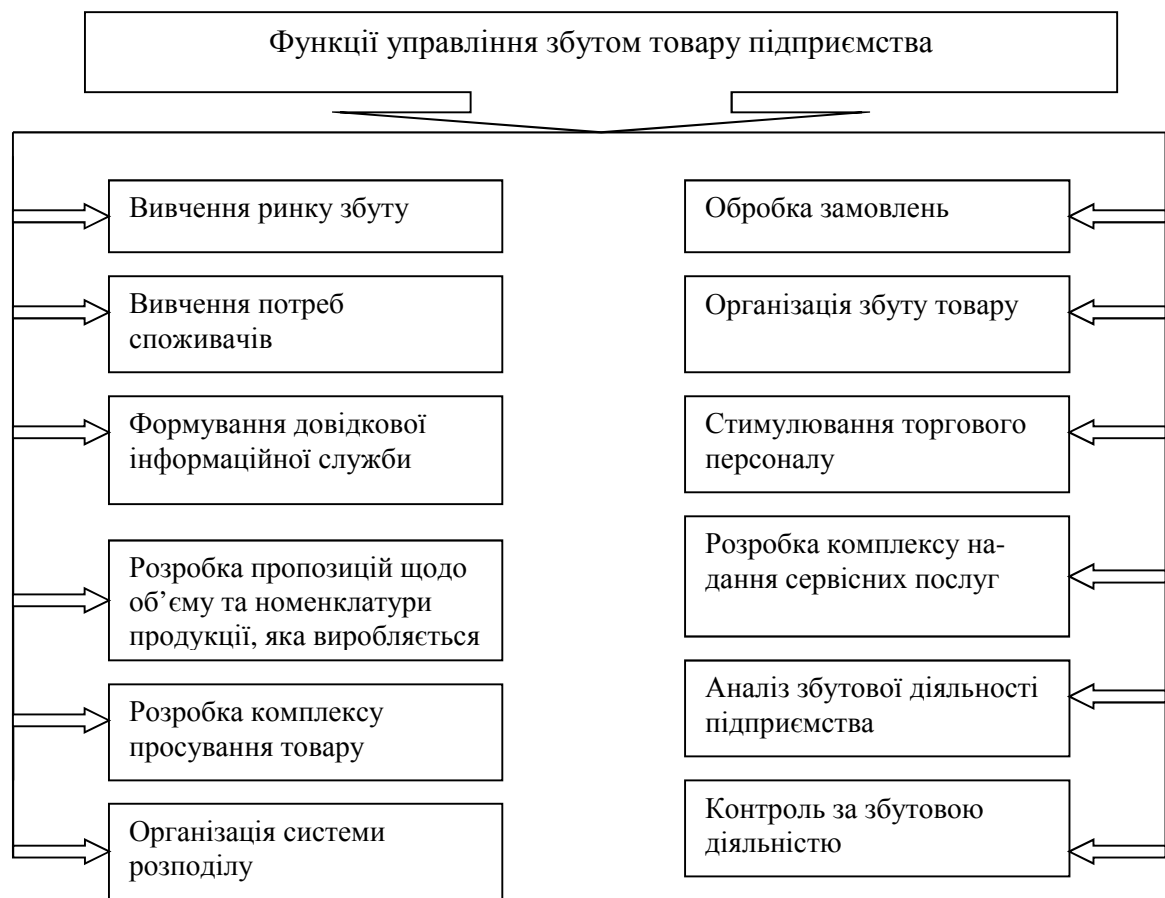 Функції управління збутом товару підприємства
Вивчення ринку збуту
Вивчення потреб
споживачів
Формування довідкової
інформаційної служби
Розробка пропозицій щодо
об’єму та номенклатури
продукції, яка виробляється
Розробка комплексу
просування товару
Організація системи
розподілу
Обробка замовлень
Організація збуту товару
Стимулювання торгового
персоналу
Розробка комплексу на-
дання сервісних послуг
Аналіз збутової діяльності
підприємства
Контроль за збутовою
діяльністю